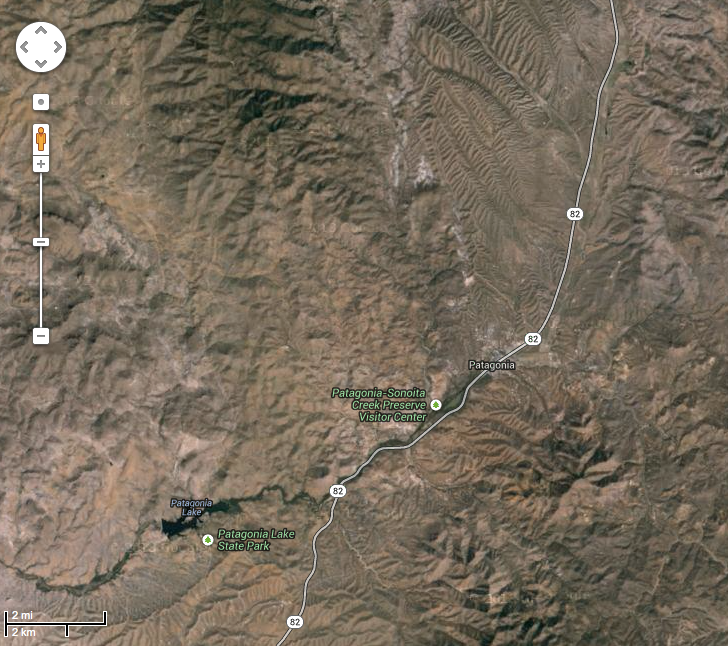 82
82
Patagonia
Patagonia-Sonoita
Creek Preserve
Visitor Center
82
Patagonia
Lake
Patagonia Lake
State Park
2 mi
2 km
82